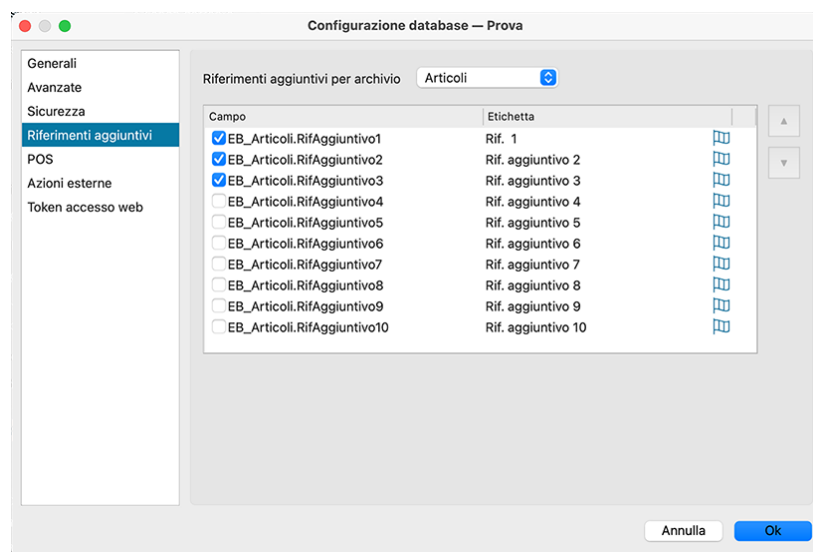 Configurazione database — Prova
Generali
Avanzate
Sicurezza
Riferimenti aggiuntivi
POS
Azioni esterne
Token accesso web
Riferimenti aggiuntivi per archivio Articoli
Campo Etichetta
EB_Articoli.RifAggiuntivo1 Rif. 1
EB_Articoli.RifAggiuntivo2 Rif. aggiuntivo 2
EB_Articoli.RifAggiuntivo3 Rif. aggiuntivo 3
EB_Articoli.RifAggiuntivo4 Rif. aggiuntivo 4
EB_Articoli.RifAggiuntivo5 Rif. aggiuntivo 5
EB_Articoli.RifAggiuntivo6 Rif. aggiuntivo 6
EB_Articoli.RifAggiuntivo7 Rif. aggiuntivo 7
EB_Articoli.RifAggiuntivo8 Rif. aggiuntivo 8
EB_Articoli.RifAggiuntivo9 Rif. aggiuntivo 9
EB_Articoli.RifAggiuntivo10 Rif. aggiuntivo 10
Annulla Ok